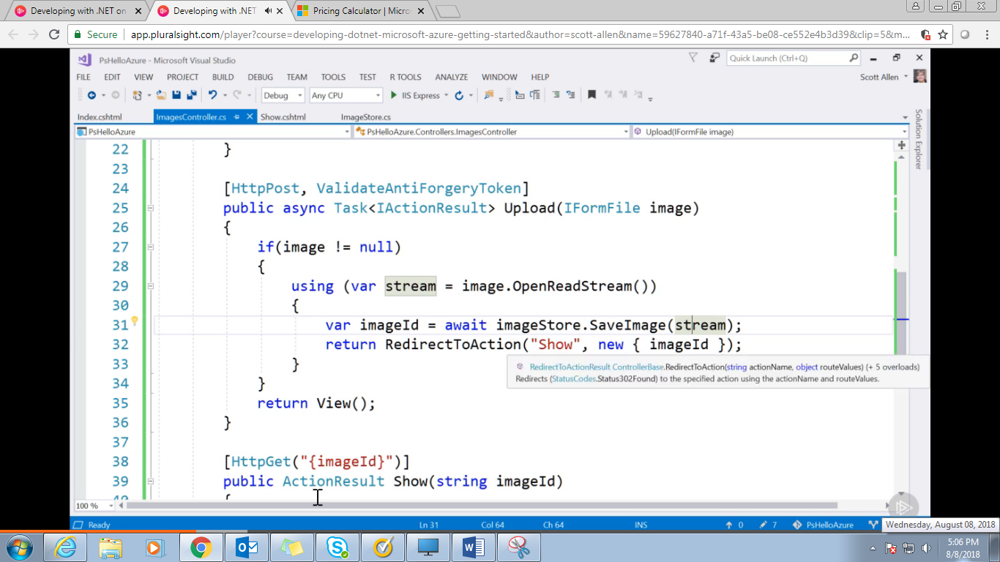 Developing with .NET on
Developing with .NET
Pricing Calculator | Micro
Secure
app.pluralsight.com/player?course=developing-dotnet-microsoft-azure-getting-started&author=scott-allen&name=59627840-a71f-43a5-be08-ce552e4b3d39&clip=5&m...
PsHelloAzure - Microsoft Visual Studio
Quick Launch (Ctrl+Q)
FILE EDIT VIEW PROJECT BUILD DEBUG TEAM TOOLS TEST R TOOLS ANALYZE WINDOW HELP
Scott Allen
Debug Any CPU IIS Express
Index.cshtml ImagesController.cs Show.cshtml ImageStore.cs
Solution Explorer
PsHelloAzure PsHelloAzure.Controllers.ImagesController Upload(IFormFile image)
22 }
23
24 [HttpPost, ValidateAntiForgeryToken]
25 public async Task<IActionResult> Upload(IFormFile image)
26 {
27 if(image != null)
28 {
29 using (var stream = image.OpenReadStream())
30 {
31 var imageId = await imageStore.SaveImage(stream);
32 return RedirectToAction("Show", new { imageId });
33 }
RedirectToActionResult ControllerBase.RedirectToAction(string actionName, object routeValues) (+ 5 overloads)
Redirects (StatusCodes.Status302Found) to the specified action using the actionName and routeValues.
34 }
35 return View();
36 }
37
38 [HttpGet("{imageId}")]
39 public ActionResult Show(string imageId)
40 {
100 %
Ready Ln 31 Col 64 Ch 64 INS 0 7 PsHelloAzure
Wednesday, August 08, 2018
5:06 PM
8/8/2018